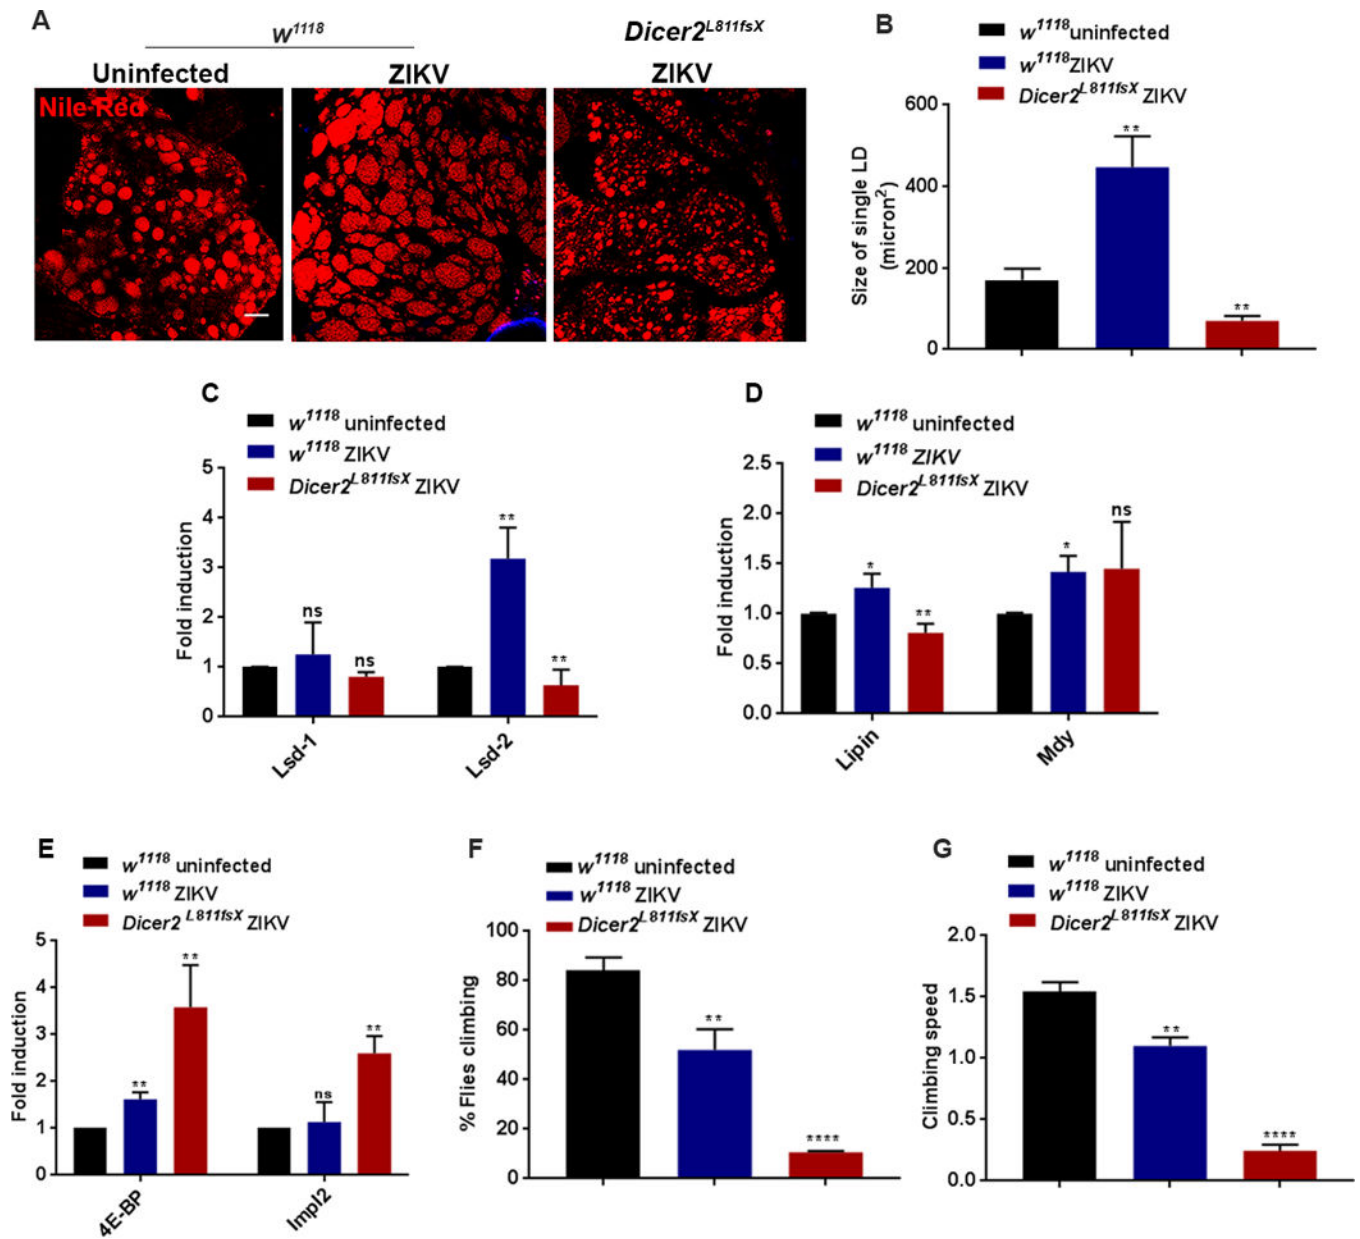 A
w1118
Dicer2L811fsX
Uninfected
ZIKV
ZIKV
Nile-Red
B
w1118uninfected
w1118ZIKV
Dicer2L811fsX ZIKV
Size of single LD
(micron2)
600
400
200
0
**
**
C
w1118 uninfected
w1118 ZIKV
Dicer2L811fsX ZIKV
Fold induction
5
4
3
2
1
0
ns
ns
**
**
Lsd-1
Lsd-2
D
w1118 uninfected
w1118 ZIKV
Dicer2L811fsX ZIKV
Fold induction
2.5
2.0
1.5
1.0
0.5
0.0
*
**
*
ns
Lipin
Mdy
E
w1118 uninfected
w1118 ZIKV
Dicer2 L811fsX ZIKV
Fold induction
5
4
3
2
1
0
**
**
ns
**
4E-BP
Impl2
F
w1118 uninfected
w1118 ZIKV
Dicer2L811fsX ZIKV
% Flies climbing
100
80
60
40
20
0
**
****
G
w1118 uninfected
w1118 ZIKV
Dicer2L811fsX ZIKV
Climbing speed
2.0
1.5
1.0
0.5
0.0
**
****